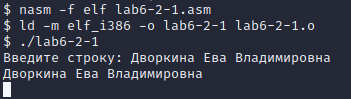 $ nasm -f elf lab6-2-1.asm
$ ld -m elf_i386 -o lab6-2-1 lab6-2-1.o
$ ./lab6-2-1
Введите строку: Дворкина Ева Владимировна
Дворкина Ева Владимировна